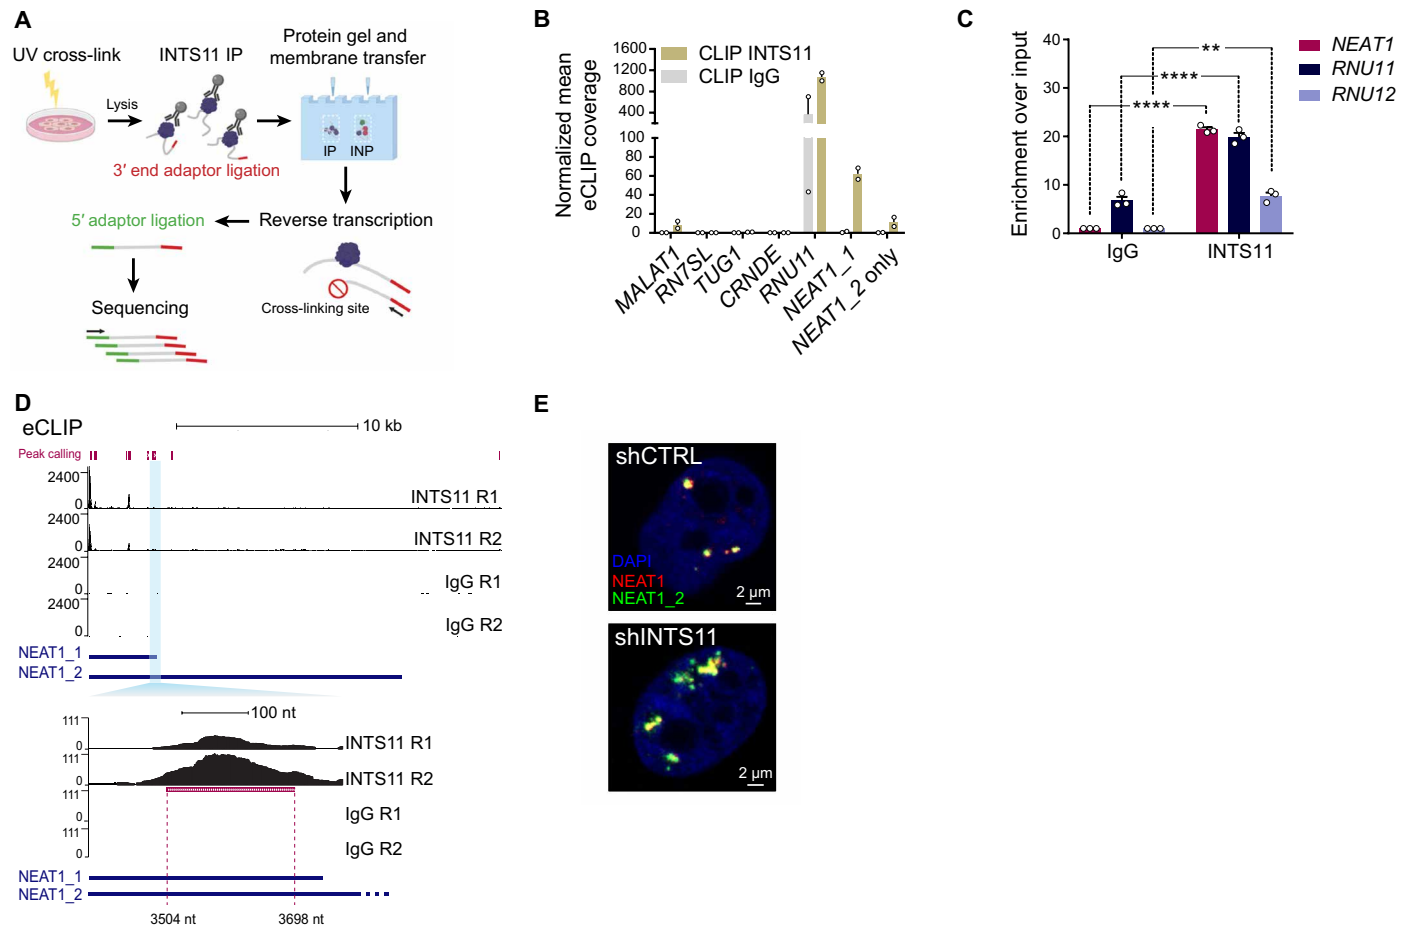 A
UV cross-link
INTS11 IP
Protein gel and
membrane transfer
Lysis
IP
INP
3′ end adaptor ligation
5′ adaptor ligation
Reverse transcription
Sequencing
Cross-linking site
B
Normalized mean
eCLIP coverage
1600
1200
800
400
100
80
60
40
20
0
CLIP INTS11
CLIP IgG
MALAT1
RN7SL
TUG1
CRNDE
RNU11
NEAT1_1
NEAT1_2 only
C
Enrichment over input
40
30
20
10
0
**
****
****
IgG
INTS11
NEAT1
RNU11
RNU12
D
eCLIP
10 kb
Peak calling
2400
0
INTS11 R1
2400
0
INTS11 R2
2400
0
IgG R1
2400
0
IgG R2
NEAT1_1
NEAT1_2
100 nt
111
0
INTS11 R1
111
0
INTS11 R2
111
0
IgG R1
111
0
IgG R2
NEAT1_1
NEAT1_2
3504 nt
3698 nt
E
shCTRL
DAPI
NEAT1
NEAT1_2
2 μm
shINTS11
2 μm